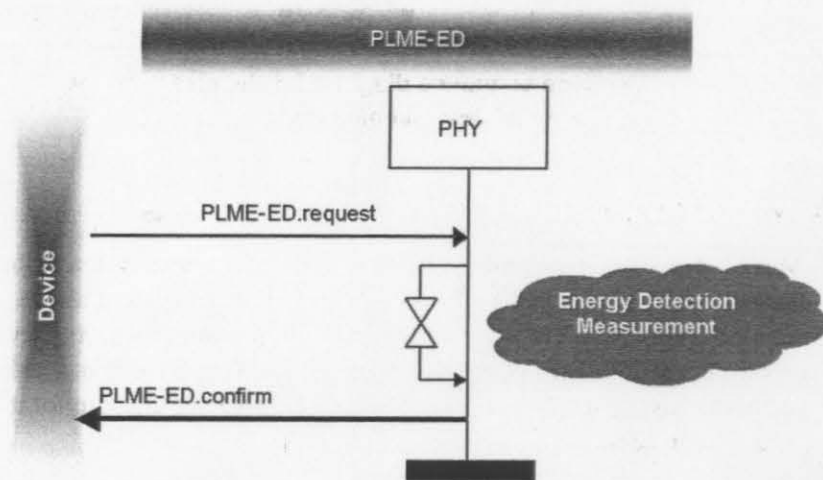 PLME-ED
PHY
PLME-ED.request
Device
Energy Detection
Measurement
PLME-ED.confirm